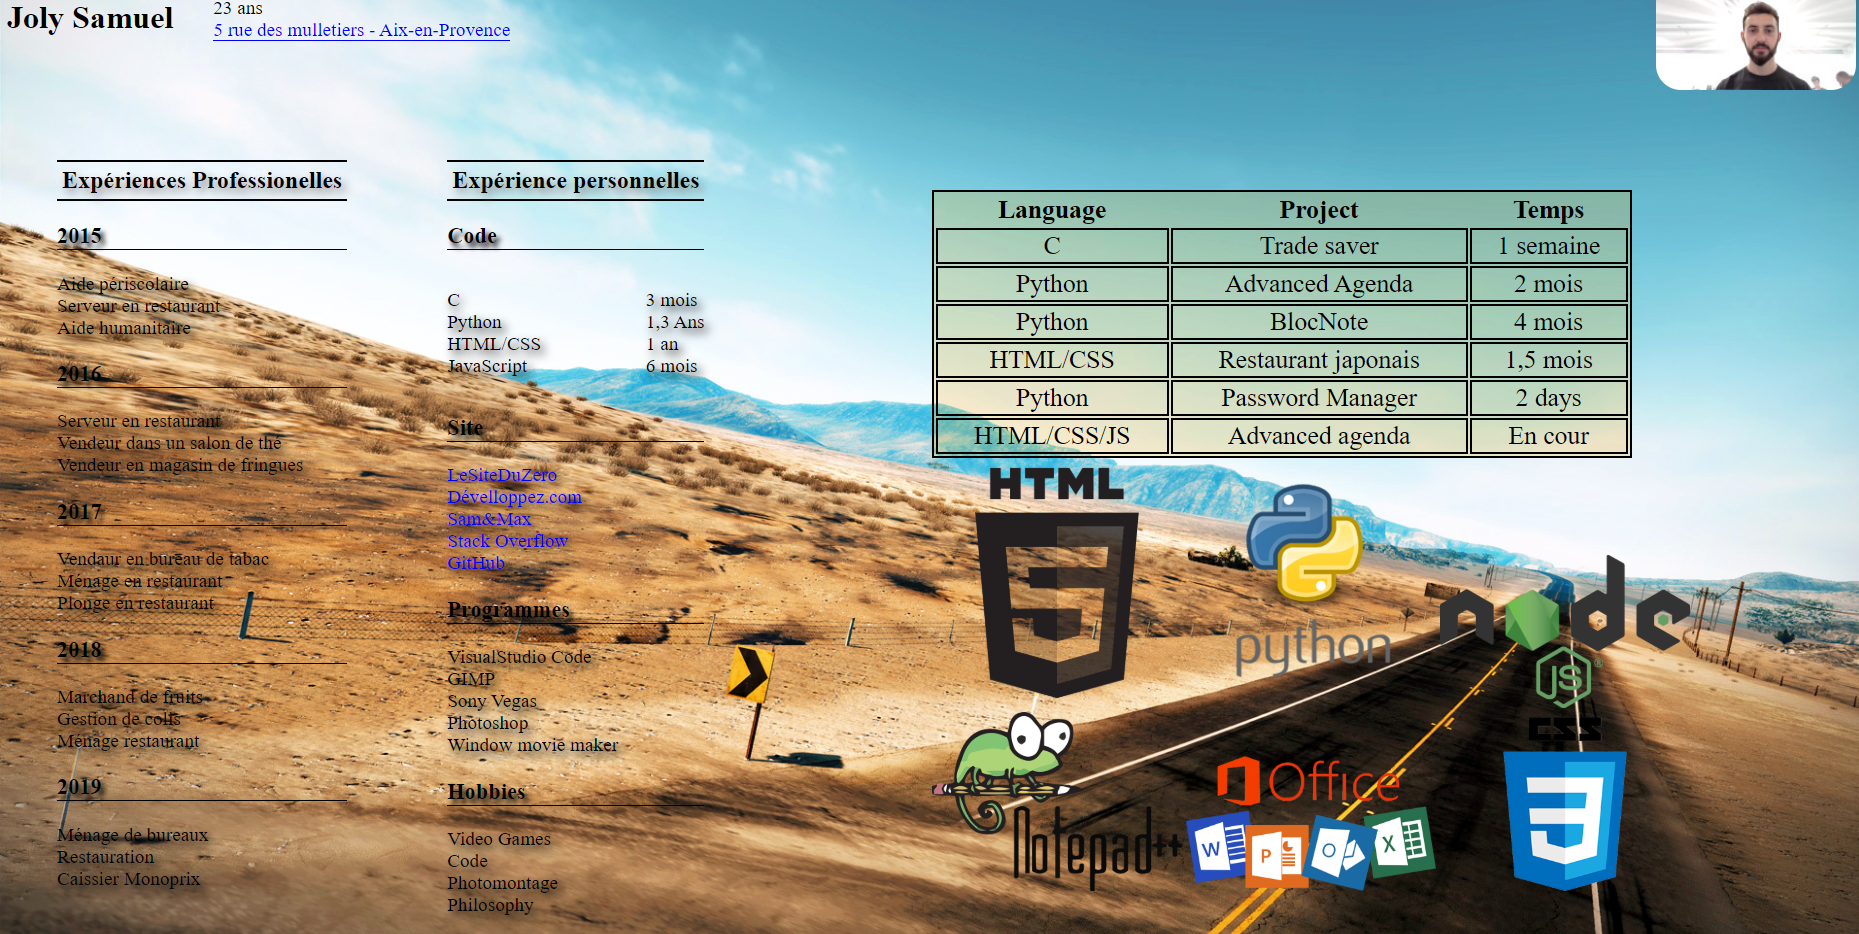 Joly Samuel
23 ans
5 rue des mulletiers - Aix-en-Provence
Expériences Professionelles
2015
Aide périscolaire
Serveur en restaurant
Aide humanitaire
2016
Serveur en restaurant
Vendeur dans un salon de thé
Vendeur en magasin de fringues
2017
Vendaur en bureau de tabac
Ménage en restaurant
Plonge en restaurant
2018
Marchand de fruits
Gestion de colis
Ménage restaurant
2019
Ménage de bureaux
Restauration
Caissier Monoprix
Expérience personnelles
Code
C 3 mois
Python 1,3 Ans
HTML/CSS 1 an
JavaScript 6 mois
Site
LeSiteDuZero
Dévelloppez.com
Sam&Max
Stack Overflow
GitHub
Programmes
VisualStudio Code
GIMP
Sony Vegas
Photoshop
Window movie maker
Hobbies
Video Games
Code
Photomontage
Philosophy
Language Project Temps
C Trade saver 1 semaine
Python Advanced Agenda 2 mois
Python BlocNote 4 mois
HTML/CSS Restaurant japonais 1,5 mois
Python Password Manager 2 days
HTML/CSS/JS Advanced agenda En cour
HTML
5
python
node
JS®
CSS
3
Notepad++
Office
W P O X